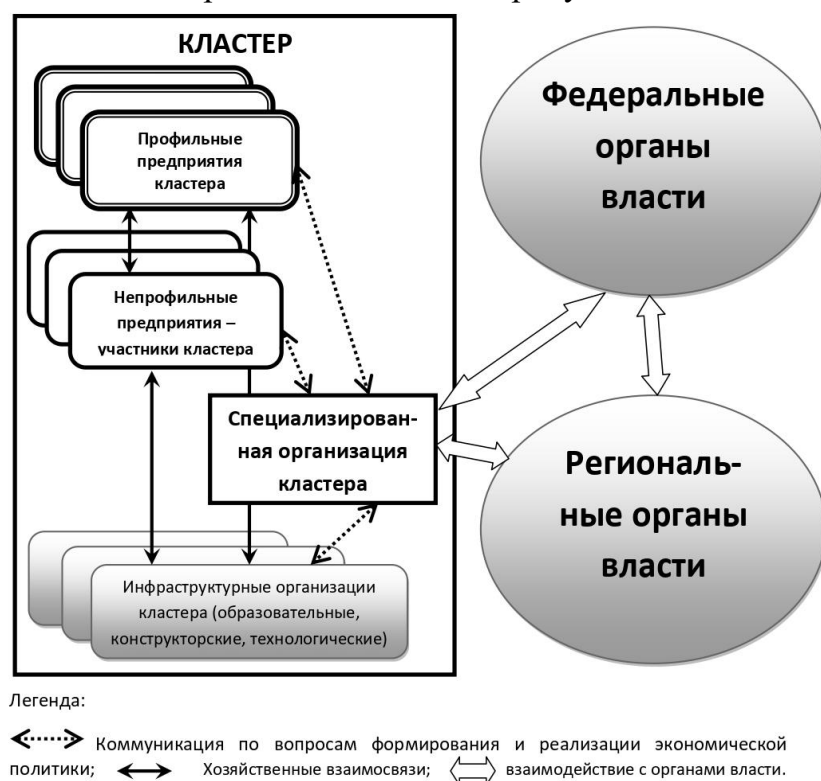 КЛАСТЕР
Профильные
предприятия
кластера
Непрофильные
предприятия –
участники кластера
Специализирован-
ная организация
кластера
Инфраструктурные организации
кластера (образовательные,
конструкторские, технологические)
Федеральные
органы
власти
Региональ-
ные органы
власти
Легенда:
Коммуникация по вопросам формирования и реализации экономической
политики; Хозяйственные взаимосвязи; взаимодействие с органами власти.